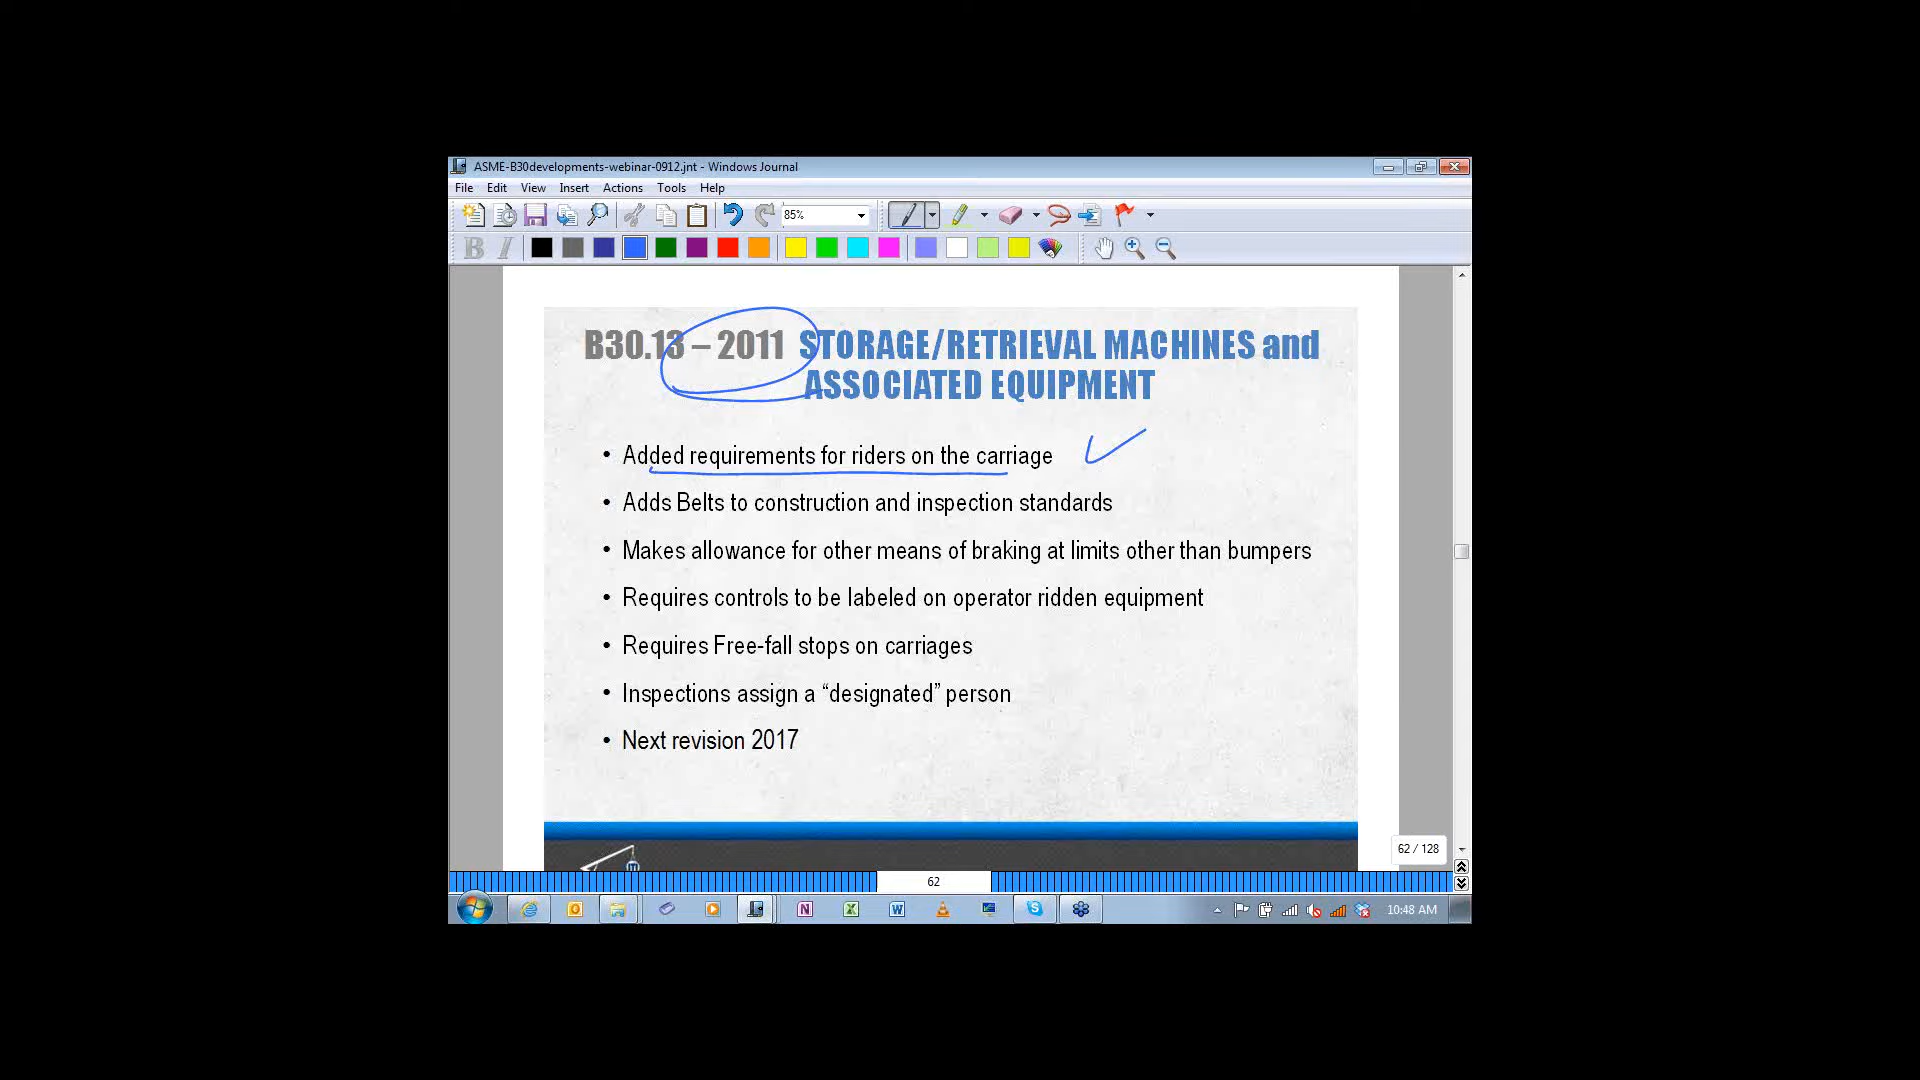 ASME-B30developments-webinar-0912.jnt - Windows Journal
File Edit View Insert Actions Tools Help
85%
B I
B30.13 – 2011 STORAGE/RETRIEVAL MACHINES and
ASSOCIATED EQUIPMENT
• Added requirements for riders on the carriage
• Adds Belts to construction and inspection standards
• Makes allowance for other means of braking at limits other than bumpers
• Requires controls to be labeled on operator ridden equipment
• Requires Free-fall stops on carriages
• Inspections assign a “designated” person
• Next revision 2017
62 / 128
62
10:48 AM